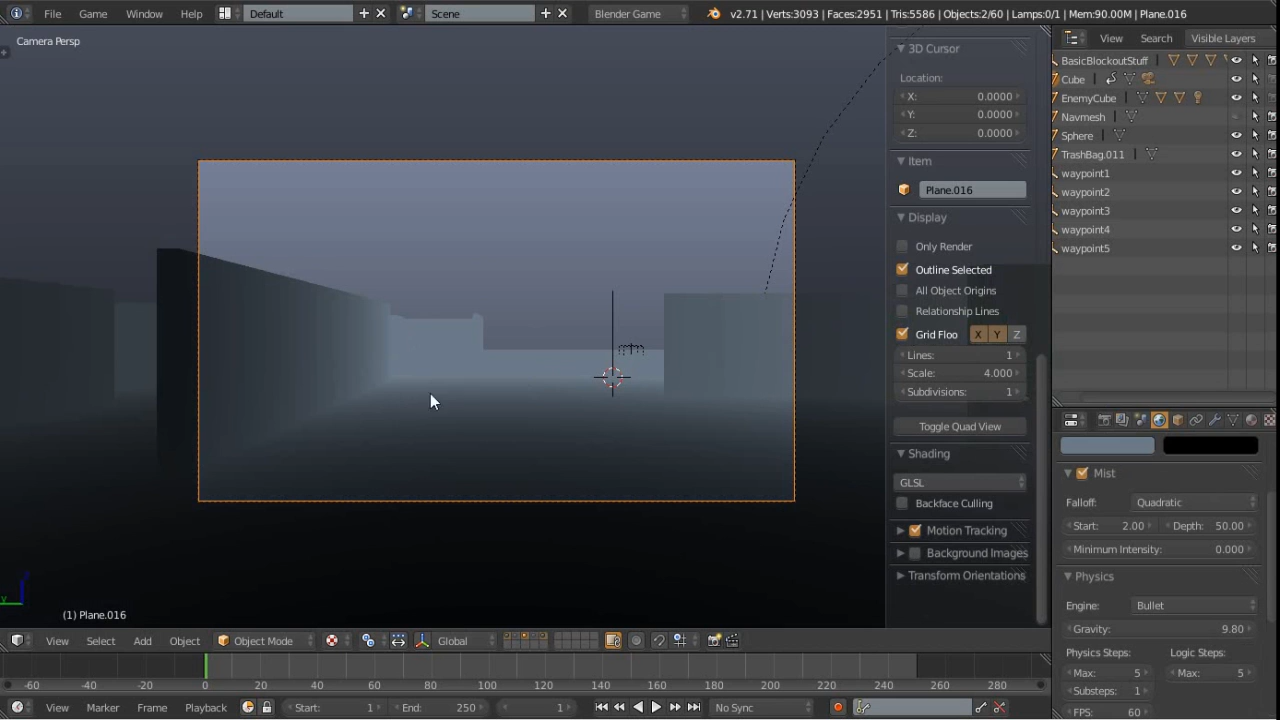 File Game Window Help Default Scene Blender Game v2.71 | Verts:3093 | Faces:2951 | Tris:5586 | Objects:2/60 | Lamps:0/1 | Mem:90.00M | Plane.016
Camera Persp
3D Cursor
Location:
X: 0.0000
Y: 0.0000
Z: 0.0000
Item
Plane.016
Display
Only Render
Outline Selected
All Object Origins
Relationship Lines
Grid Floo X Y Z
Lines: 1
Scale: 4.000
Subdivisions: 1
Toggle Quad View
Shading
GLSL
Backface Culling
Motion Tracking
Background Images
Transform Orientations
View Search Visible Layers
BasicBlockoutStuff
Cube
EnemyCube
Navmesh
Sphere
TrashBag.011
waypoint1
waypoint2
waypoint3
waypoint4
waypoint5
Mist
Falloff: Quadratic
Start: 2.00 Depth: 50.00
Minimum Intensity: 0.000
Physics
Engine: Bullet
Gravity: 9.80
Physics Steps: Logic Steps:
Max: 5 Max: 5
Substeps: 1
FPS: 60
y
(1) Plane.016
View Select Add Object Object Mode Global
-60 -40 -20 0 20 40 60 80 100 120 140 160 180 200 220 240 260 280
View Marker Frame Playback Start: 1 End: 250 1 No Sync